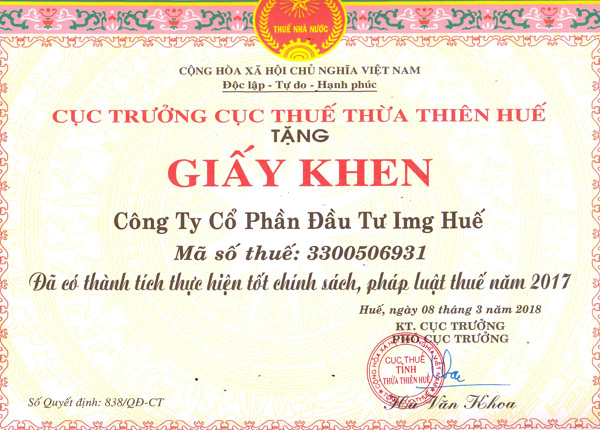 THUẾ NHÀ NƯỚC
CỘNG HÒA XÃ HỘI CHỦ NGHĨA VIỆT NAM
Độc lập - Tự do - Hạnh phúc
CỤC TRƯỞNG CỤC THUẾ THỪA THIÊN HUẾ
TẶNG
GIẤY KHEN
Công Ty Cổ Phần Đầu Tư Img Huế
Mã số thuế: 3300506931
Đã có thành tích thực hiện tốt chính sách, pháp luật thuế năm 2017
Huế, ngày 08 tháng 3 năm 2018
KT. CỤC TRƯỞNG
PHÓ CỤC TRƯỞNG
CỤC THUẾ
TỈNH
THỪA THIÊN HUẾ
Số Quyết định: 838/QĐ-CT
Hà Văn Khoa